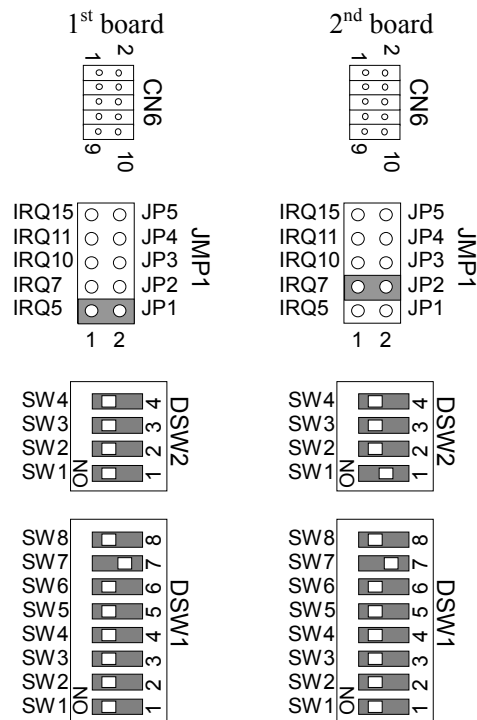 1st board
1 2
CN6
9 10
IRQ15 JP5
IRQ11 JP4
IRQ10 JP3
IRQ7 JP2
IRQ5 JP1
JMP1
1 2
SW4 4
SW3 3
SW2 2
SW1 ON 1
DSW2
SW8 8
SW7 7
SW6 6
SW5 5
SW4 4
SW3 3
SW2 2
SW1 ON 1
DSW1
2nd board
1 2
CN6
9 10
IRQ15 JP5
IRQ11 JP4
IRQ10 JP3
IRQ7 JP2
IRQ5 JP1
JMP1
1 2
SW4 4
SW3 3
SW2 2
SW1 ON 1
DSW2
SW8 8
SW7 7
SW6 6
SW5 5
SW4 4
SW3 3
SW2 2
SW1 ON 1
DSW1